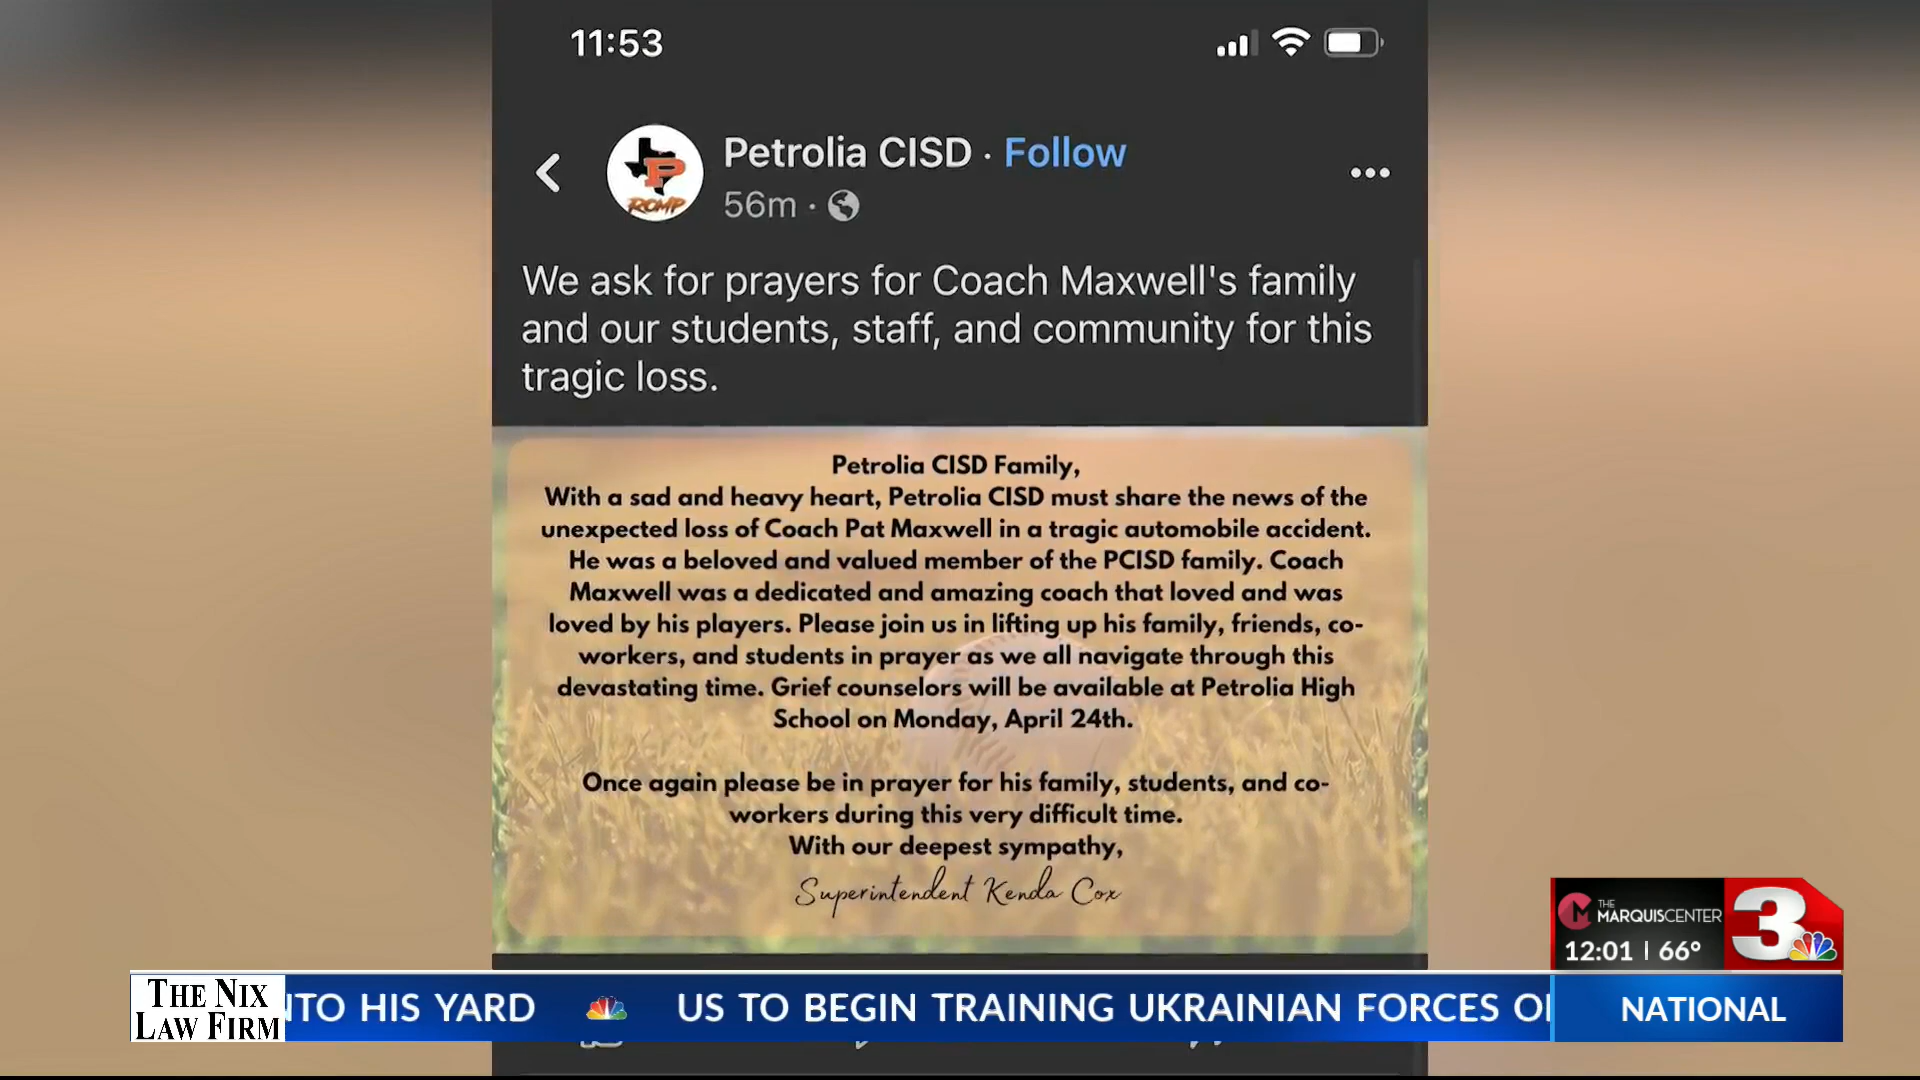 11:53
Petrolia CISD · Follow
56m ·
P
ROMP
We ask for prayers for Coach Maxwell's family
and our students, staff, and community for this
tragic loss.
Petrolia CISD Family,
With a sad and heavy heart, Petrolia CISD must share the news of the
unexpected loss of Coach Pat Maxwell in a tragic automobile accident.
He was a beloved and valued member of the PCISD family. Coach
Maxwell was a dedicated and amazing coach that loved and was
loved by his players. Please join us in lifting up his family, friends, co-
workers, and students in prayer as we all navigate through this
devastating time. Grief counselors will be available at Petrolia High
School on Monday, April 24th.
Once again please be in prayer for his family, students, and co-
workers during this very difficult time.
With our deepest sympathy,
Superintendent Kenda Cox
M THE
MARQUISCENTER
12:01 | 66°
3
THE NIX
LAW FIRM
NTO HIS YARD US TO BEGIN TRAINING UKRAINIAN FORCES O
NATIONAL